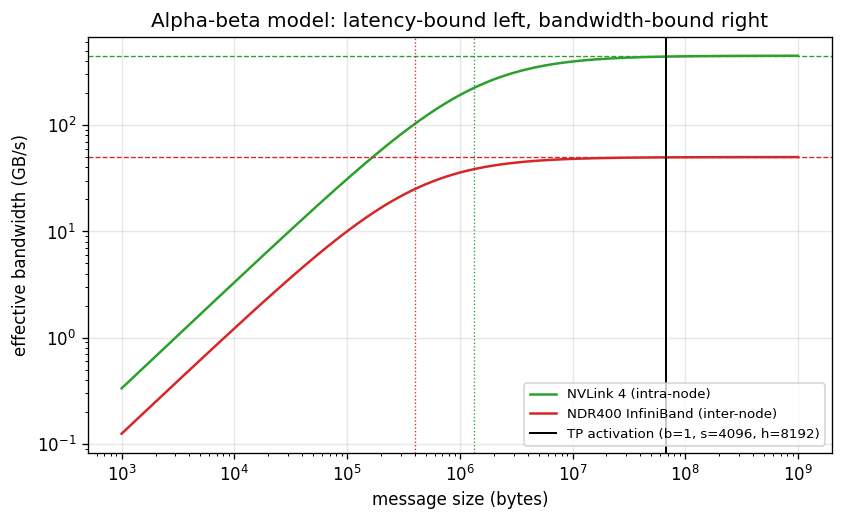 Alpha-beta model: latency-bound left, bandwidth-bound right
effective bandwidth (GB/s)
10²
10¹
10⁰
10⁻¹
NVLink 4 (intra-node)
NDR400 InfiniBand (inter-node)
TP activation (b=1, s=4096, h=8192)
10³ 10⁴ 10⁵ 10⁶ 10⁷ 10⁸ 10⁹
message size (bytes)